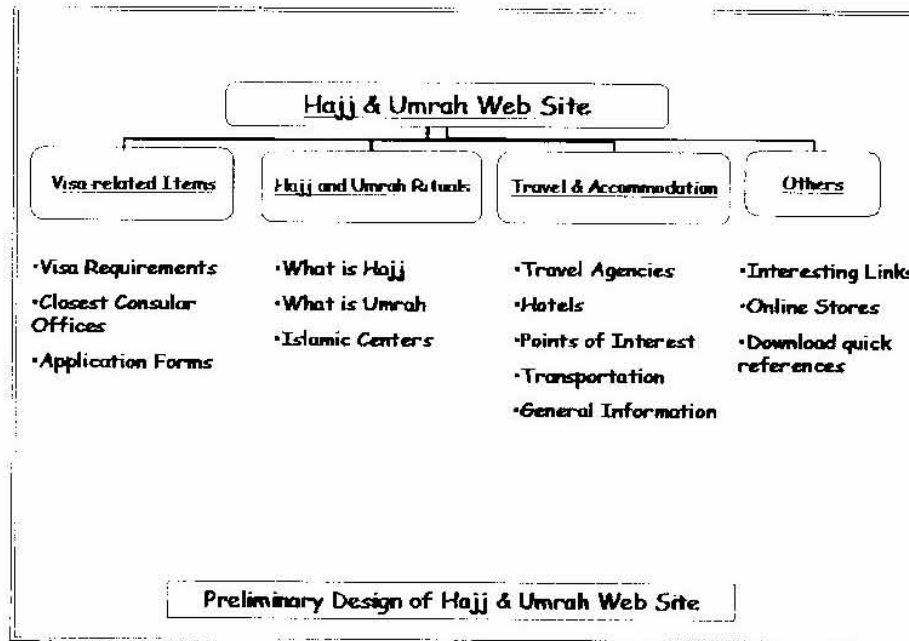 Hajj & Umrah Web Site
Visa related Items
Hajj and Umrah Rituals
Travel & Accommodation
Others
•Visa Requirements
•Closest Consular
Offices
•Application Forms
•What is Hajj
•What is Umrah
•Islamic Centers
•Travel Agencies
•Hotels
•Points of Interest
•Transportation
•General Information
•Interesting Links
•Online Stores
•Download quick
references
Preliminary Design of Hajj & Umrah Web Site